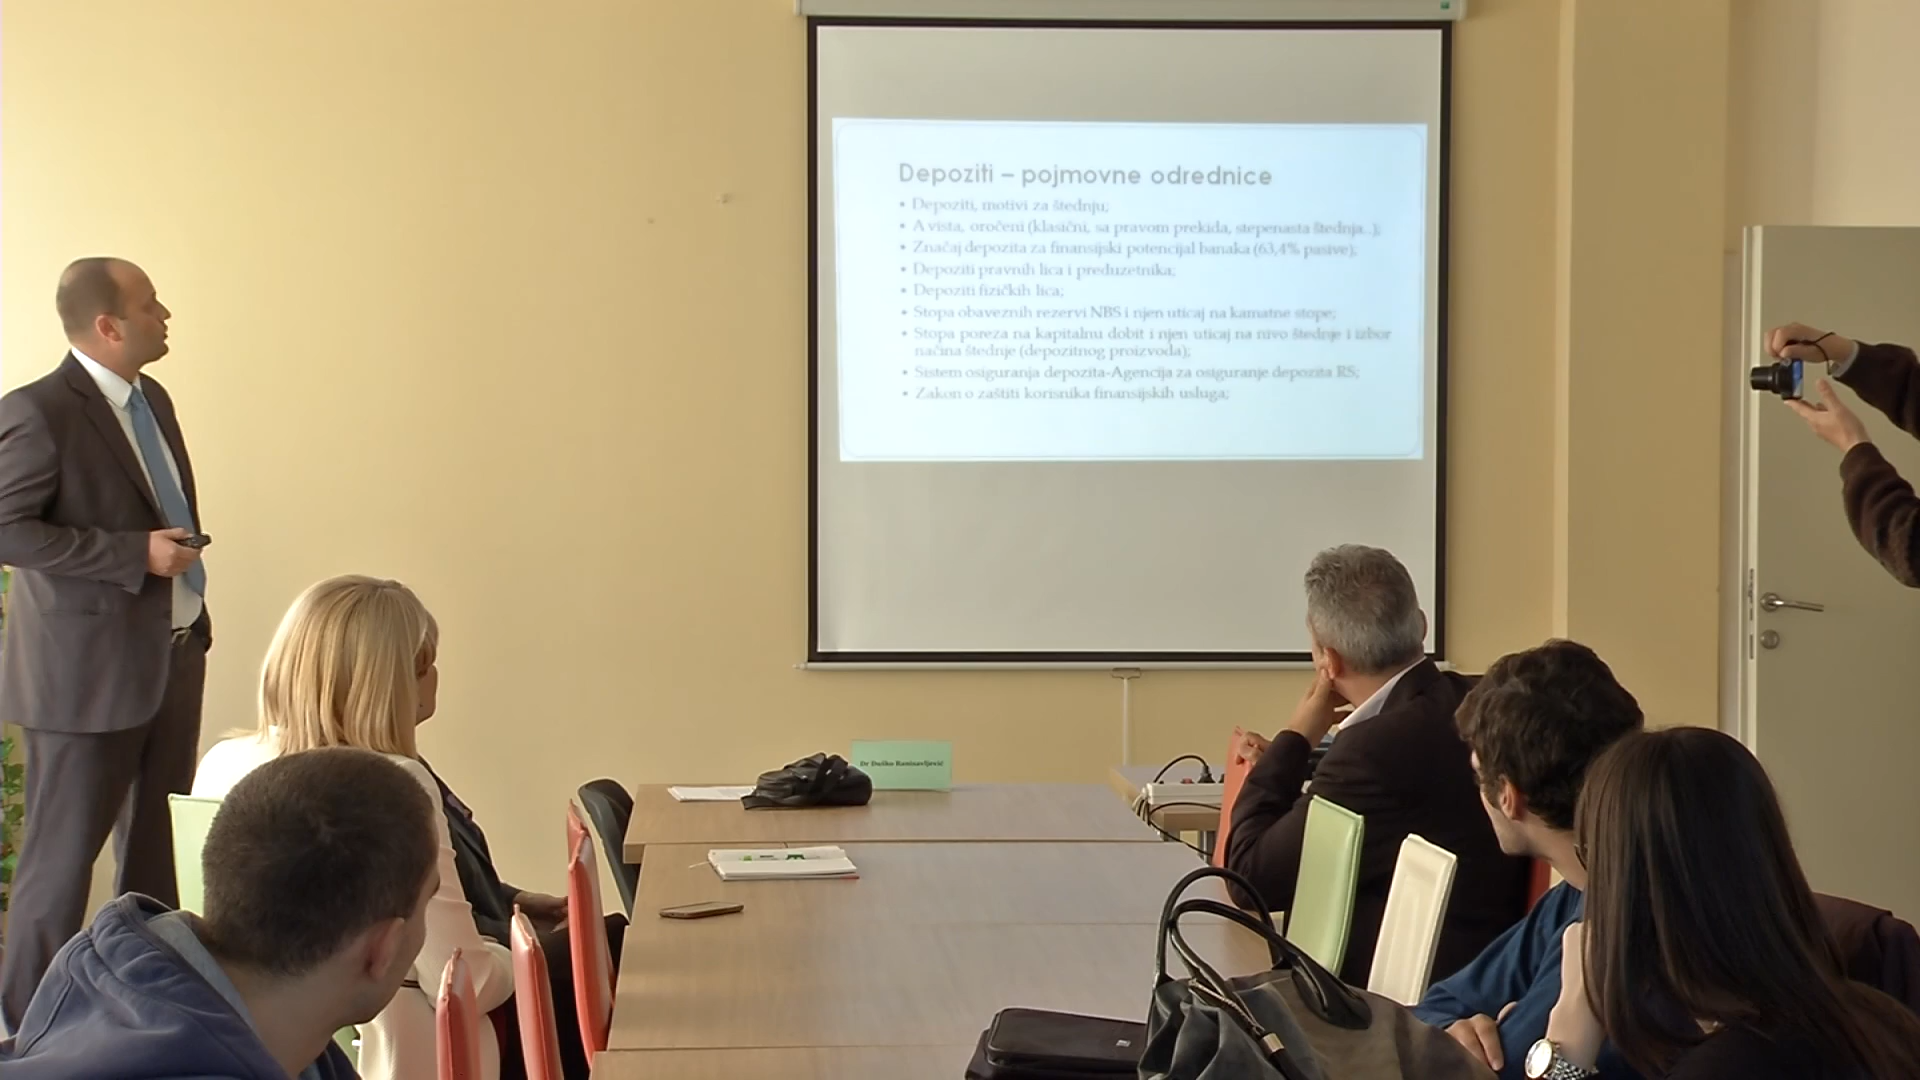 Depoziti – pojmovne odrednice
• Depoziti, motivi za štednju;
• A vista, oročeni (klasični, sa pravom prekida, stepenasta štednja..);
• Značaj depozita za finansijski potencijal banaka (63,4% pasive);
• Depoziti pravnih lica i preduzetnika;
• Depoziti fizičkih lica;
• Stopa obaveznih rezervi NBS i njen uticaj na kamatne stope;
• Stopa poreza na kapitalnu dobit i njen uticaj na nivo štednje i izbor
načina štednje (depozitnog proizvoda);
• Sistem osiguranja depozita-Agencija za osiguranje depozita RS;
• Zakon o zaštiti korisnika finansijskih usluga;
Dr Duško Ranisavljević